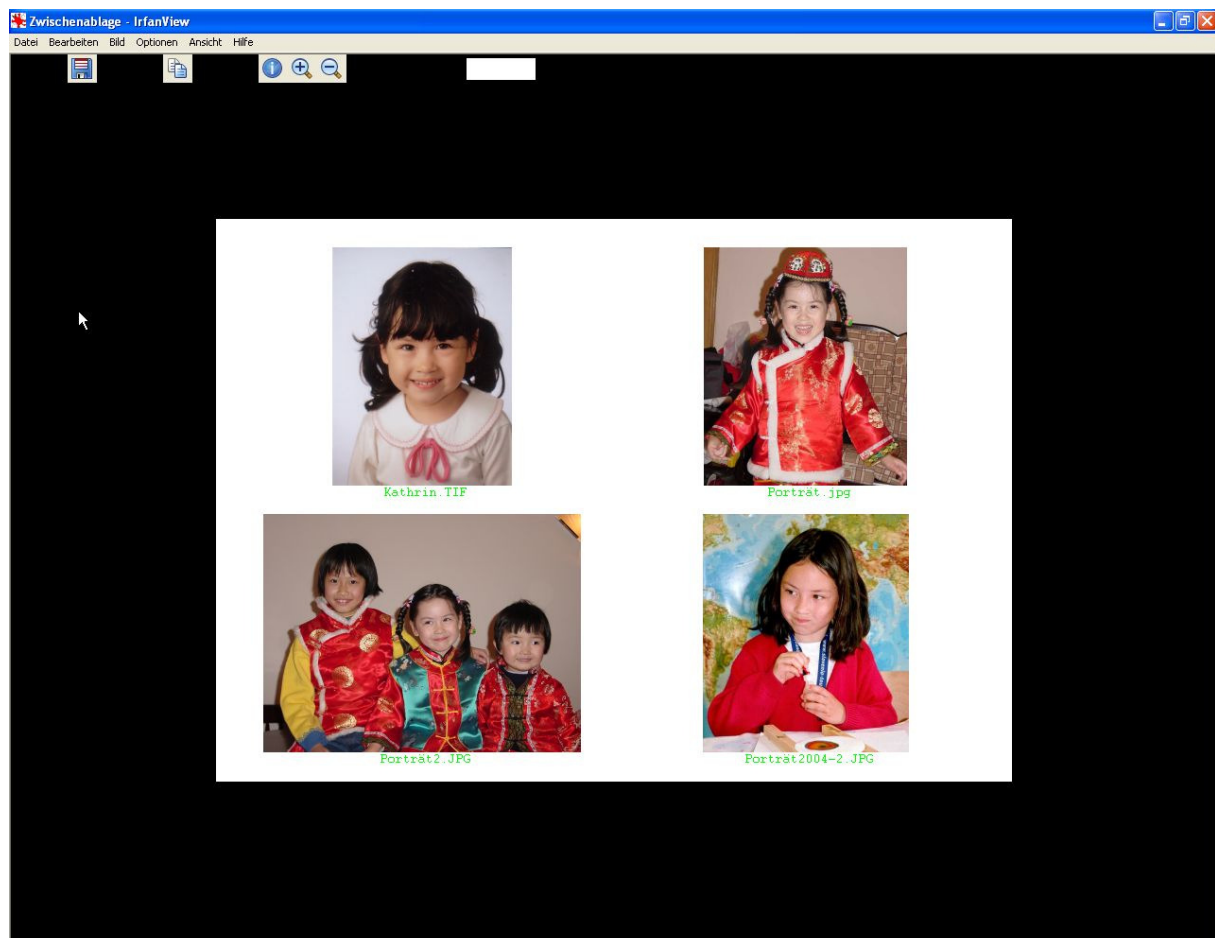 Zwischenablage - IrfanView
Datei Bearbeiten Bild Optionen Ansicht Hilfe
Kathrin.TIF
Porträt.jpg
Porträt2.JPG
Porträt2004-2.JPG